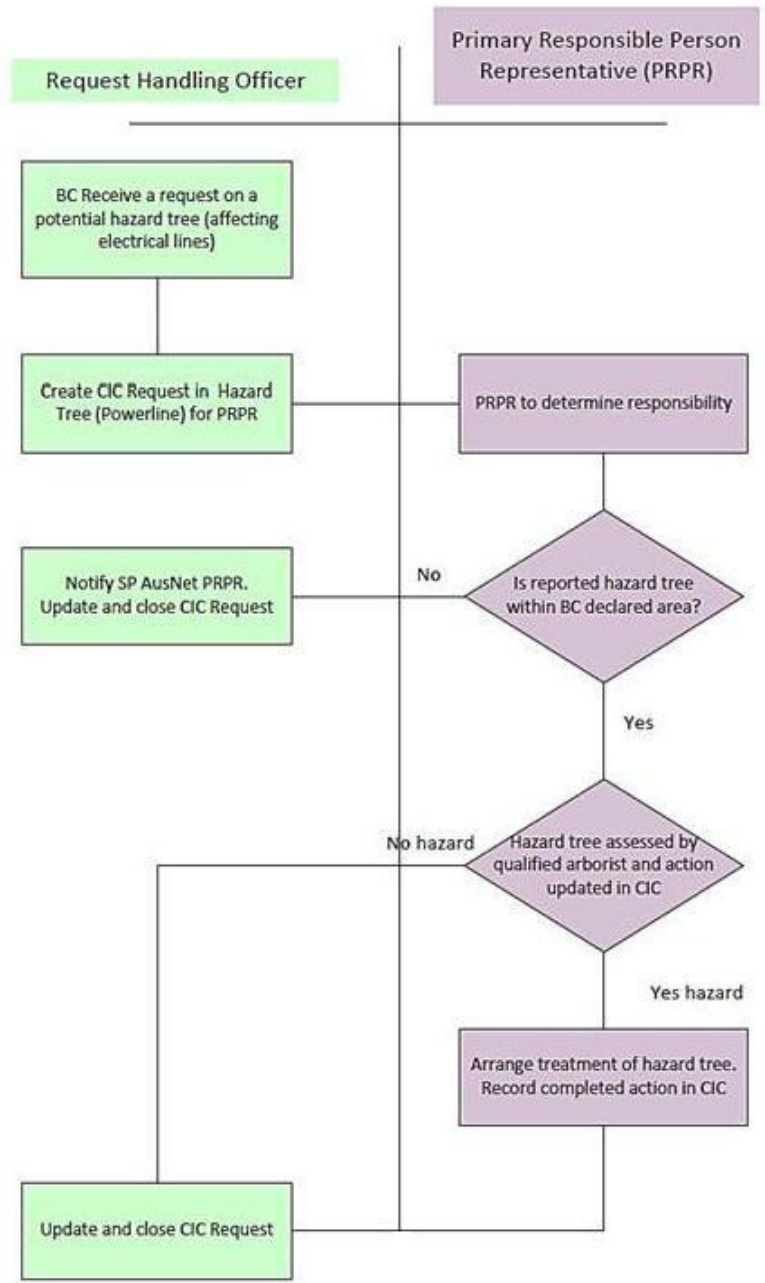 Request Handling Officer
Primary Responsible Person
Representative (PRPR)
BC Receive a request on a
potential hazard tree (affecting
electrical lines)
Create CIC Request in Hazard
Tree (Powerline) for PRPR
PRPR to determine responsibility
Notify SP AusNet PRPR.
Update and close CIC Request
No
Is reported hazard tree
within BC declared area?
Yes
No hazard
Hazard tree assessed by
qualified arborist and action
updated in CIC
Yes hazard
Arrange treatment of hazard tree.
Record completed action in CIC
Update and close CIC Request